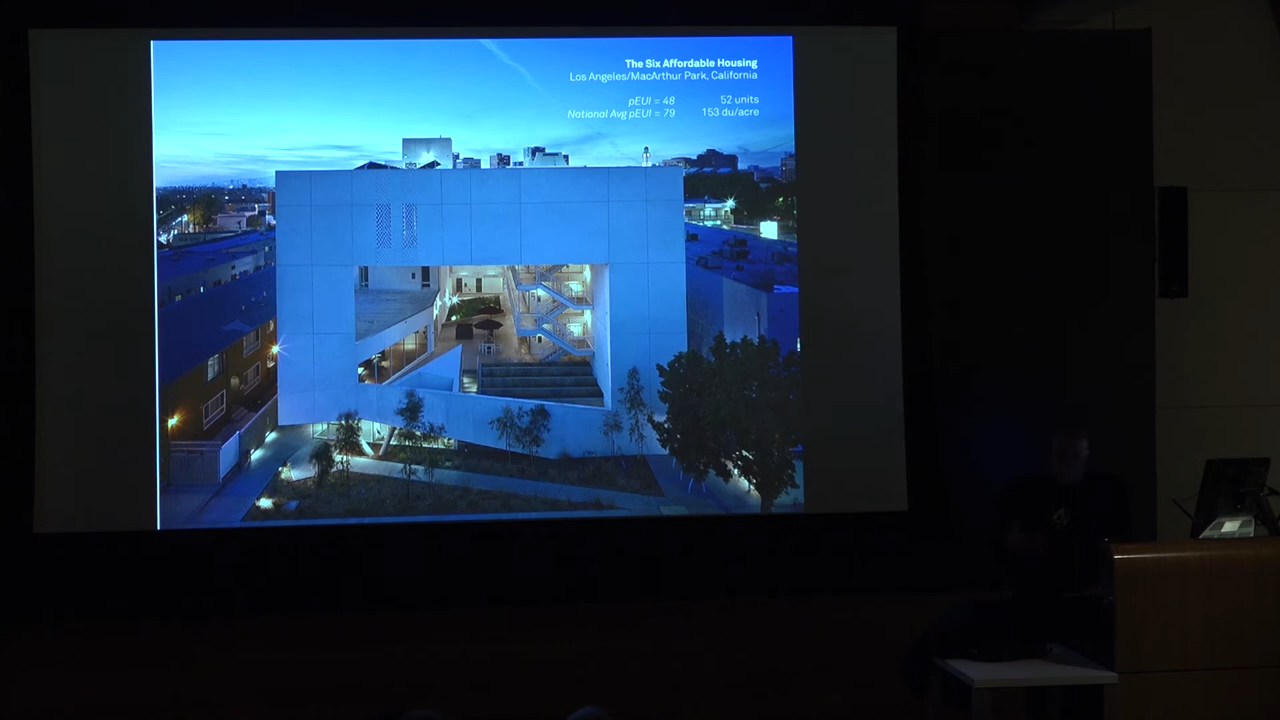 The Six Affordable Housing
Los Angeles/MacArthur Park, California
pEUI = 48 52 units
National Avg pEUI = 79 153 du/acre